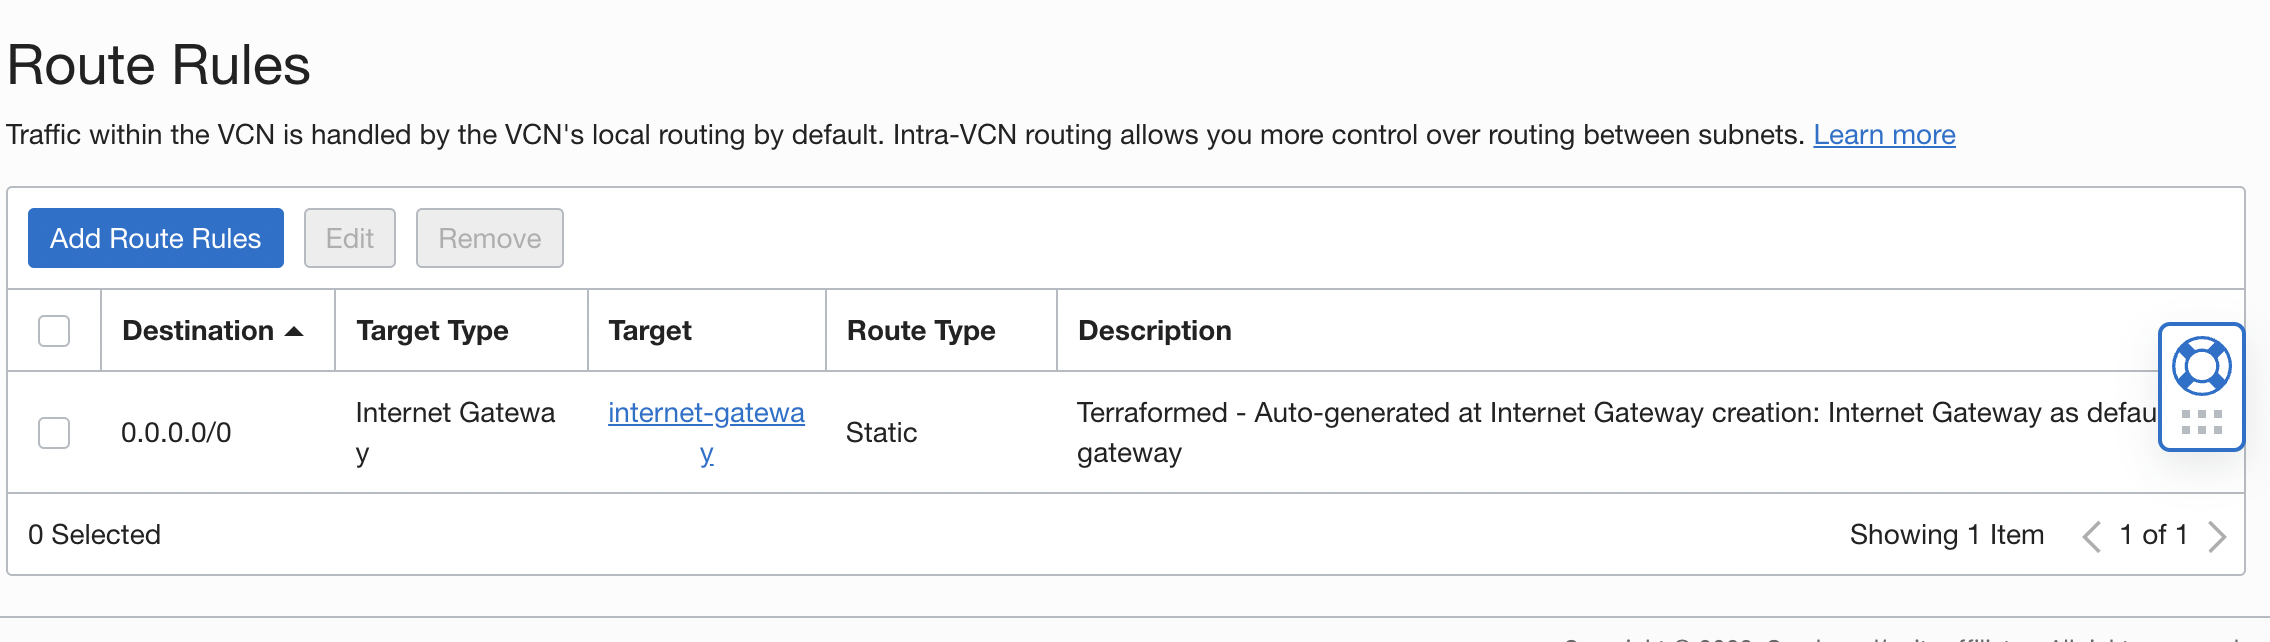 Route Rules
Traffic within the VCN is handled by the VCN's local routing by default. Intra-VCN routing allows you more control over routing between subnets. Learn more
Add Route Rules Edit Remove
Destination Target Type Target Route Type Description
0.0.0.0/0 Internet Gatewa internet-gatewa Static Terraformed - Auto-generated at Internet Gateway creation: Internet Gateway as defau
y y gateway
0 Selected Showing 1 Item 1 of 1